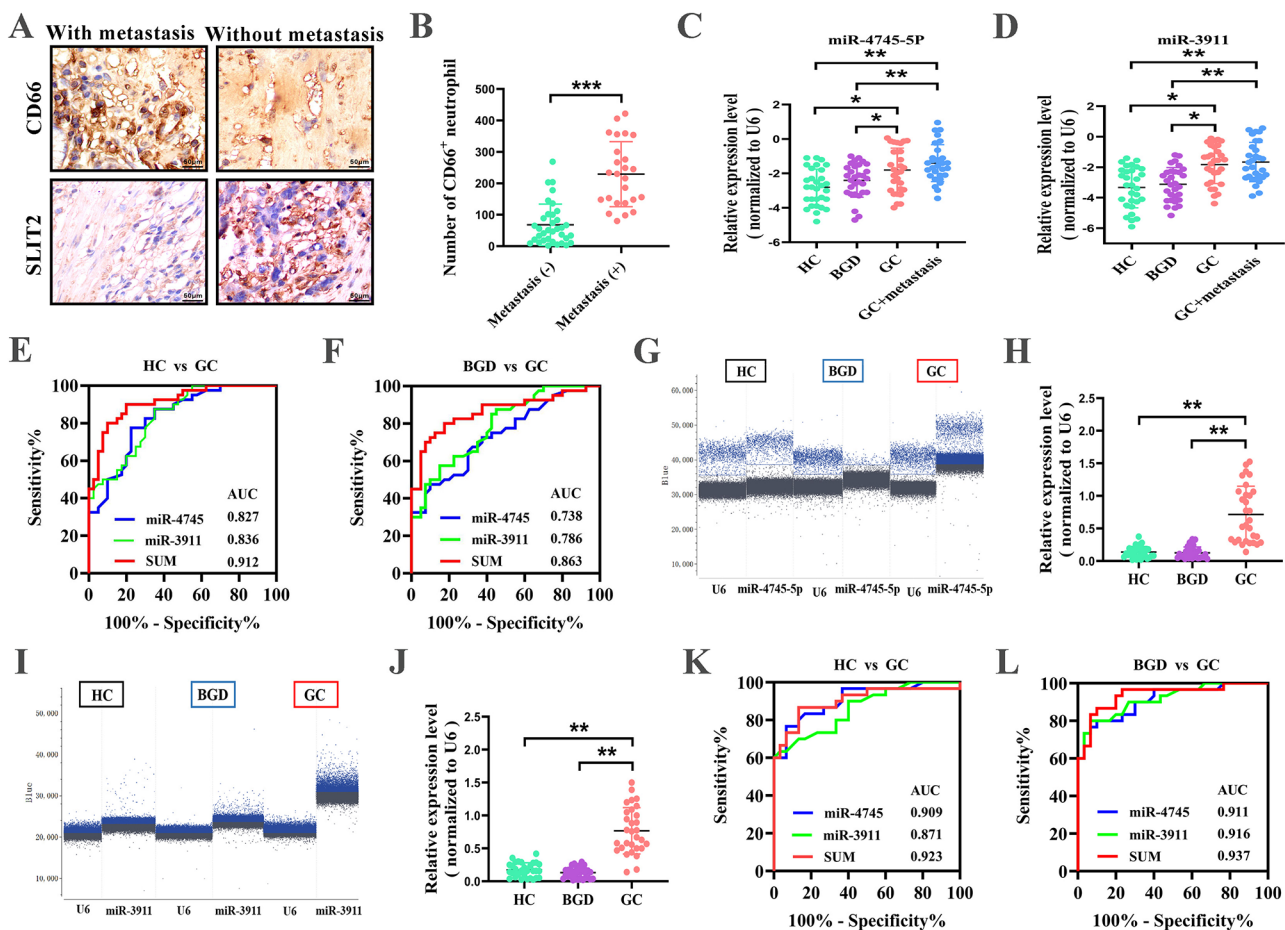 A
With metastasis
Without metastasis
CD66
SLIT2
50μm
50μm
50μm
50μm
B
***
Number of CD66+ neutrophil
500
400
300
200
100
0
Metastasis (-)
Metastasis (+)
C
miR-4745-5P
**
**
*
*
Relative expression level
( normalized to U6 )
2
0
-2
-4
-6
HC
BGD
GC
GC+metastasis
D
miR-3911
**
**
*
*
Relative expression level
( normalized to U6 )
2
0
-2
-4
-6
HC
BGD
GC
GC+metastasis
E
HC vs GC
Sensitivity%
100
80
60
40
20
0
AUC
miR-4745 0.827
miR-3911 0.836
SUM 0.912
0 20 40 60 80 100
100% - Specificity%
F
BGD vs GC
Sensitivity%
100
80
60
40
20
0
AUC
miR-4745 0.738
miR-3911 0.786
SUM 0.863
0 20 40 60 80 100
100% - Specificity%
G
HC
BGD
GC
Blue
60,000
50,000
40,000
30,000
20,000
10,000
U6 miR-4745-5p U6 miR-4745-5p U6 miR-4745-5p
H
**
**
Relative expression level
( normalized to U6 )
2.5
2.0
1.5
1.0
0.5
0.0
HC
BGD
GC
I
HC
BGD
GC
Blue
50,000
40,000
30,000
20,000
10,000
U6 miR-3911 U6 miR-3911 U6 miR-3911
J
**
**
Relative expression level
( normalized to U6 )
2.5
2.0
1.5
1.0
0.5
0.0
HC
BGD
GC
K
HC vs GC
Sensitivity%
100
80
60
40
20
0
AUC
miR-4745 0.909
miR-3911 0.871
SUM 0.923
0 20 40 60 80 100
100% - Specificity%
L
BGD vs GC
Sensitivity%
100
80
60
40
20
0
AUC
miR-4745 0.911
miR-3911 0.916
SUM 0.937
0 20 40 60 80 100
100% - Specificity%